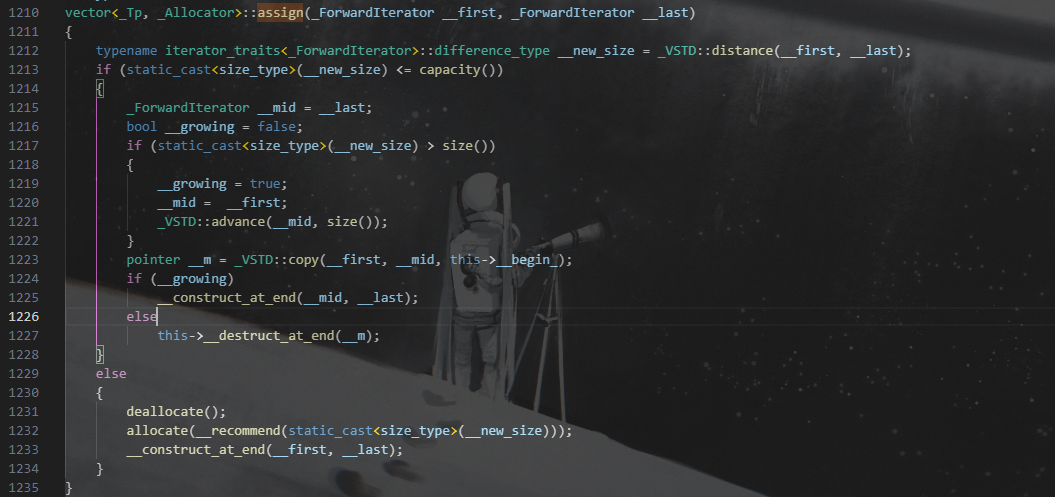 1210 vector<_Tp, _Allocator>::assign(_ForwardIterator __first, _ForwardIterator __last)
1211 {
1212     typename iterator_traits<_ForwardIterator>::difference_type __new_size = _VSTD::distance(__first, __last);
1213     if (static_cast<size_type>(__new_size) <= capacity())
1214     {
1215         _ForwardIterator __mid = __last;
1216         bool __growing = false;
1217         if (static_cast<size_type>(__new_size) > size())
1218         {
1219             __growing = true;
1220             __mid =  __first;
1221             _VSTD::advance(__mid, size());
1222         }
1223         pointer __m = _VSTD::copy(__first, __mid, this->__begin_);
1224         if (__growing)
1225             __construct_at_end(__mid, __last);
1226         else
1227             this->__destruct_at_end(__m);
1228     }
1229     else
1230     {
1231         deallocate();
1232         allocate(__recommend(static_cast<size_type>(__new_size)));
1233         __construct_at_end(__first, __last);
1234     }
1235 }